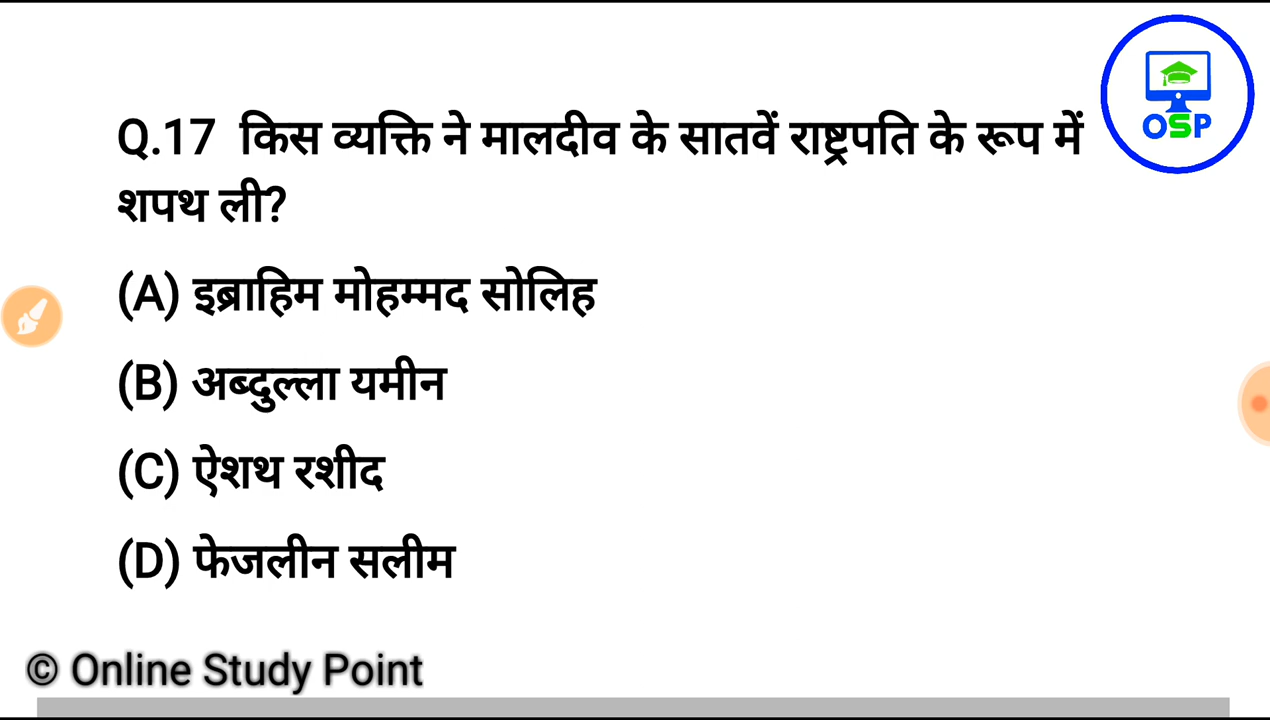 Q.17 किस व्यक्ति ने मालदीव के सातवें राष्ट्रपति के रूप में
शपथ ली?
(A) इब्राहिम मोहम्मद सोलिह
(B) अब्दुल्ला यमीन
(C) ऐशथ रशीद
(D) फेजलीन सलीम
OSP
© Online Study Point